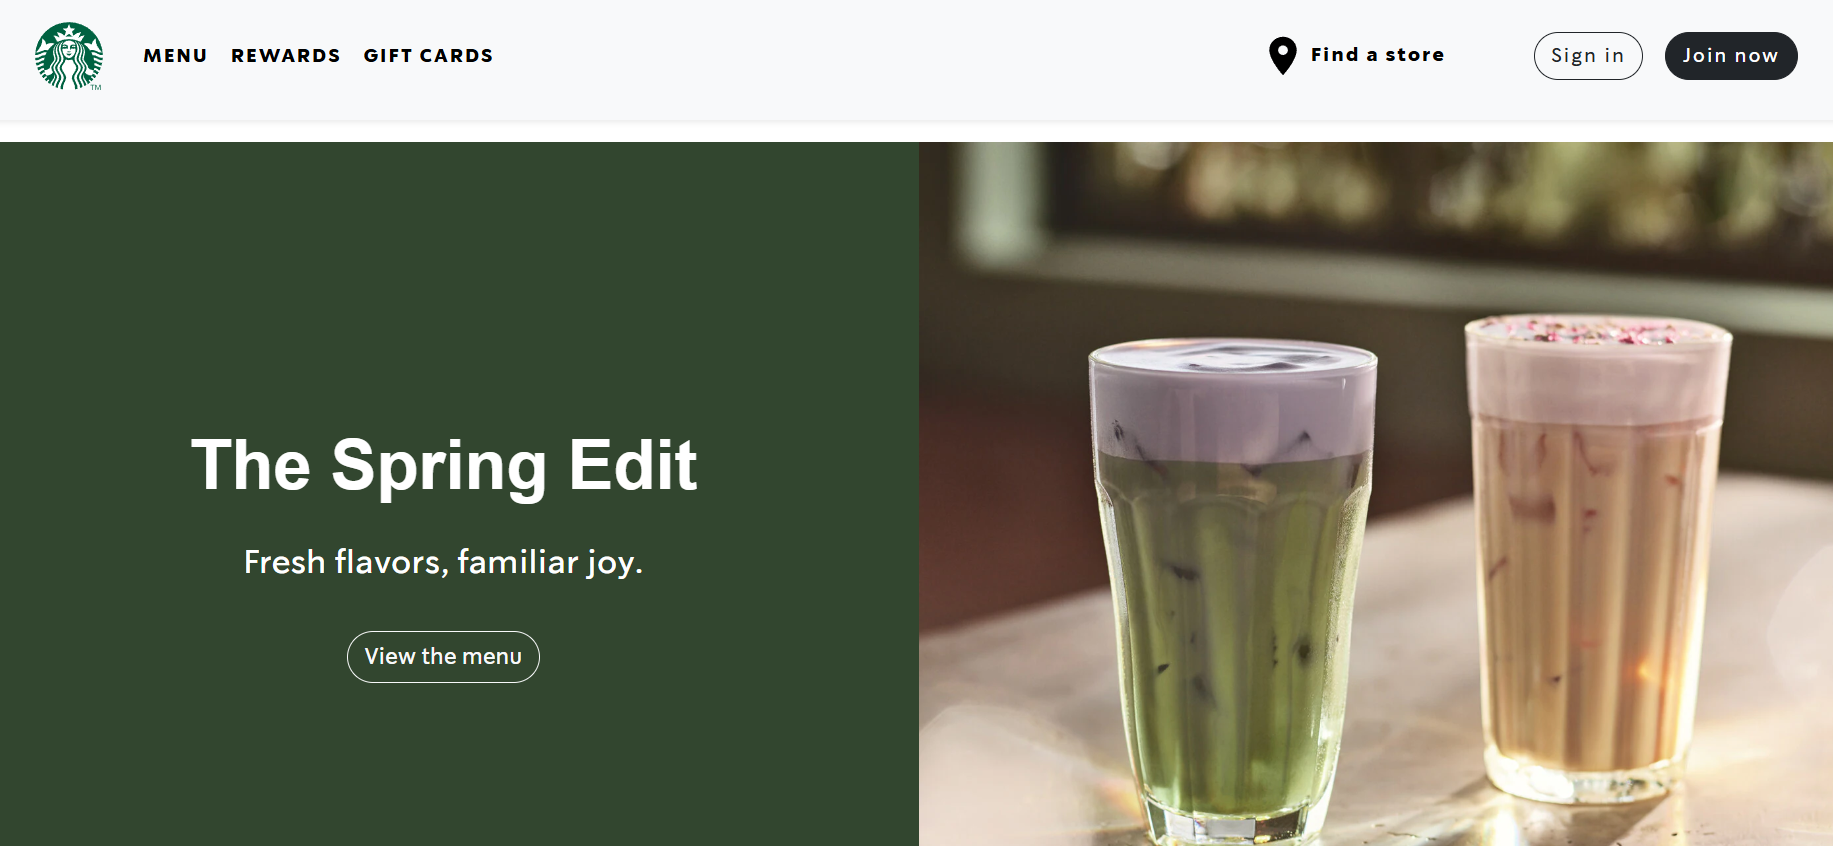 MENU REWARDS GIFT CARDS Find a store Sign in Join now
TM
The Spring Edit
Fresh flavors, familiar joy.
View the menu